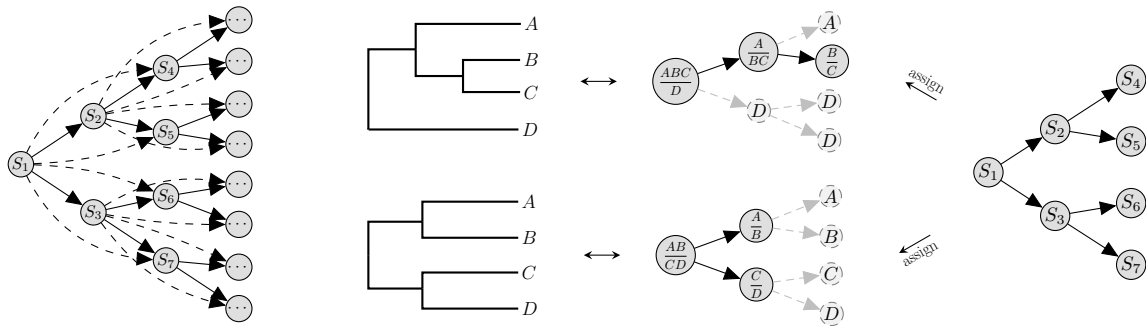 S₁
S₂
S₃
S₄
S₅
S₆
S₇
...
...
...
...
...
...
...
...
A
B
C
D
ABC
D
A
BC
B
C
A
D
D
D
assign
A
B
C
D
AB
CD
A
B
C
D
A
B
C
D
assign
S₁
S₂
S₃
S₄
S₅
S₆
S₇